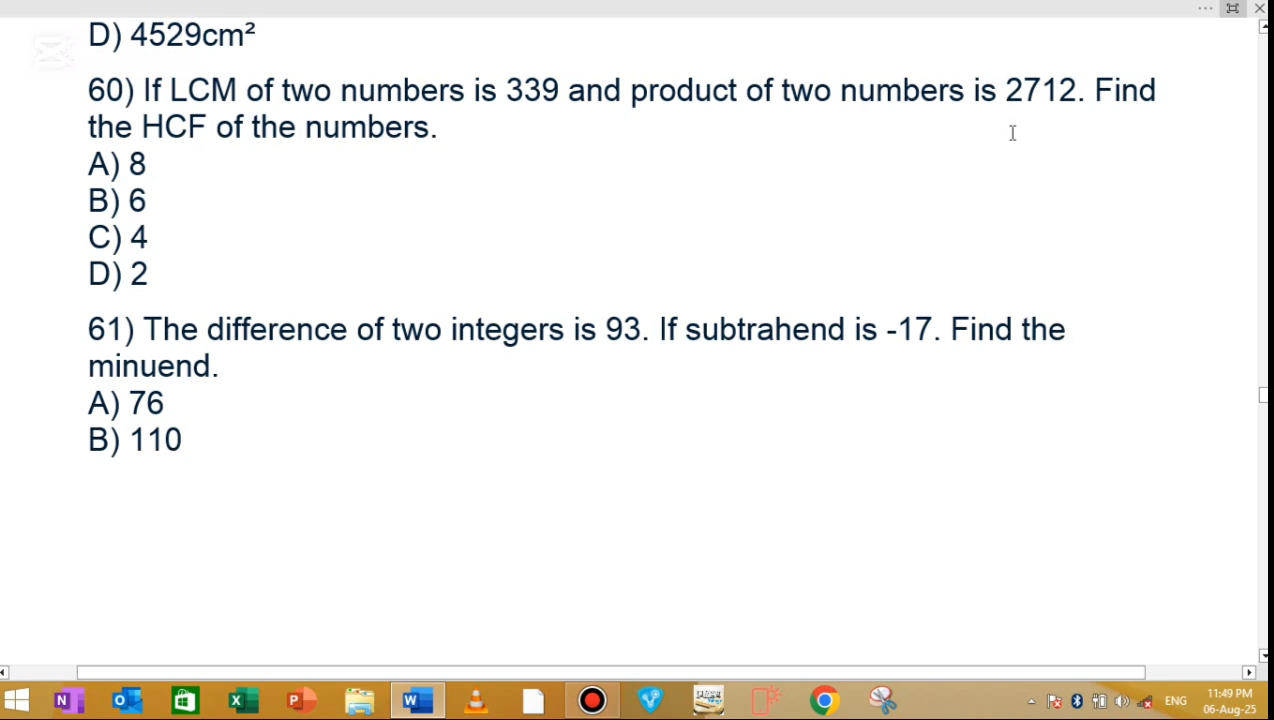 D) 4529cm²
60) If LCM of two numbers is 339 and product of two numbers is 2712. Find
the HCF of the numbers.
A) 8
B) 6
C) 4
D) 2
61) The difference of two integers is 93. If subtrahend is -17. Find the
minuend.
A) 76
B) 110
ENG
11:49 PM
06-Aug-25